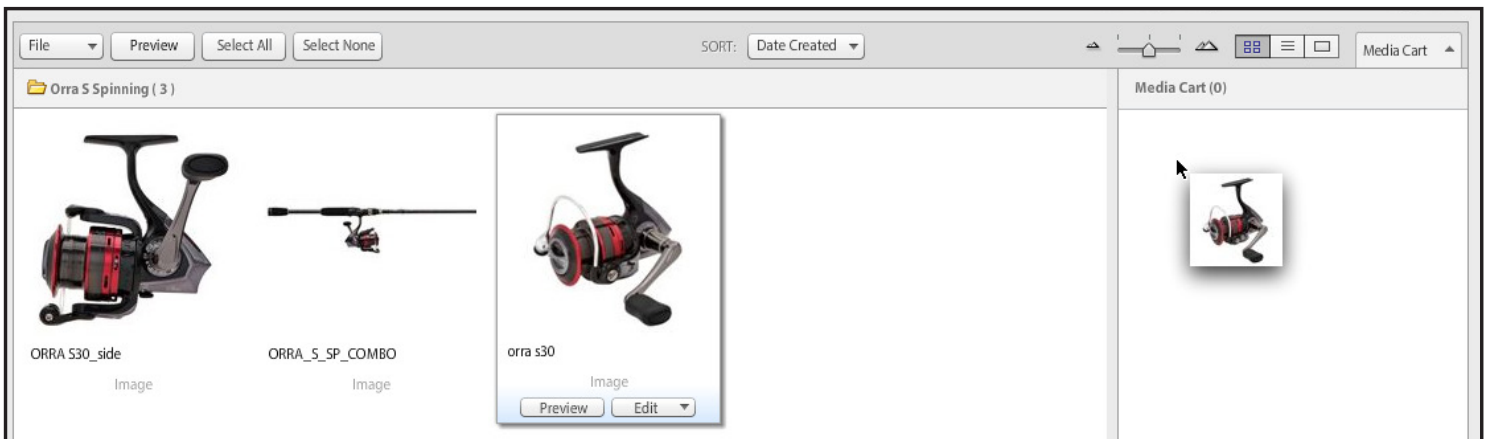 File Preview Select All Select None SORT: Date Created Media Cart
Orra S Spinning ( 3 ) Media Cart (0)
ORRA S30_side ORRA_S_SP_COMBO orra s30
Image Image Image
Preview Edit